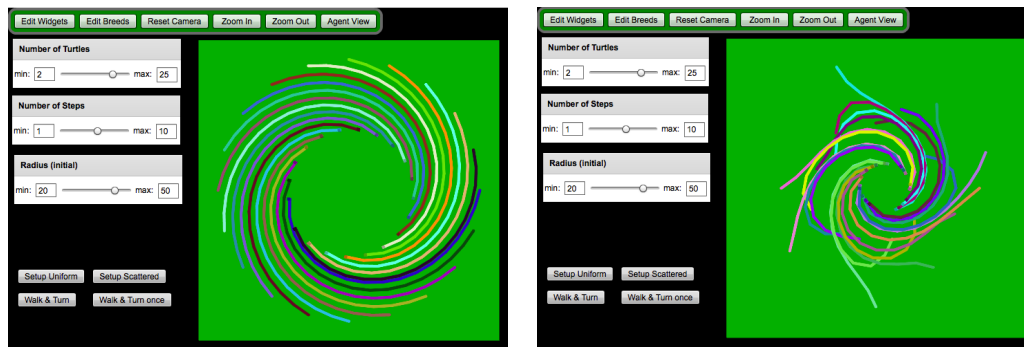 Edit Widgets Edit Breeds Reset Camera Zoom In Zoom Out Agent View
Number of Turtles
min: 2 max: 25
Number of Steps
min: 1 max: 10
Radius (initial)
min: 20 max: 50
Setup Uniform Setup Scattered
Walk & Turn Walk & Turn once
Edit Widgets Edit Breeds Reset Camera Zoom In Zoom Out Agent View
Number of Turtles
min: 2 max: 25
Number of Steps
min: 1 max: 10
Radius (initial)
min: 20 max: 50
Setup Uniform Setup Scattered
Walk & Turn Walk & Turn once